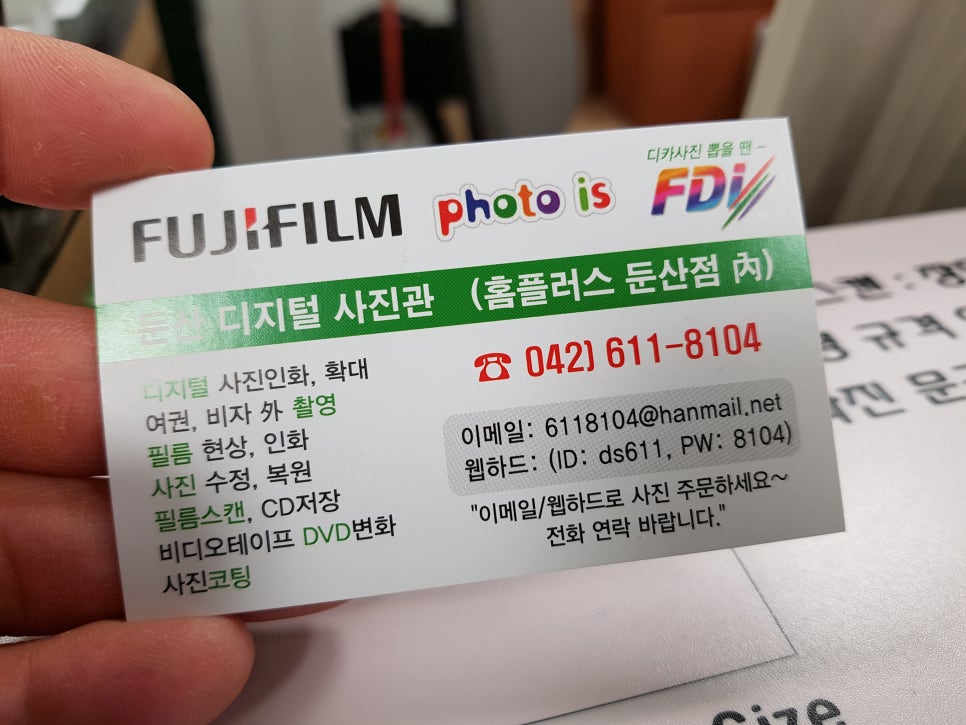 디카사진 뽑을 땐~
FUJIFILM photo is FDi
둔산 디지털 사진관 (홈플러스 둔산점 內)
☎ 042) 611-8104
디지털 사진인화, 확대
여권, 비자 外 촬영
필름 현상, 인화
사진 수정, 복원
필름스캔, CD저장
비디오테이프 DVD변화
사진코팅
이메일: 6118104@hanmail.net
웹하드: (ID: ds611, PW: 8104)
"이메일/웹하드로 사진 주문하세요~
전화 연락 바랍니다."
스캔 :
규격
사진
Size